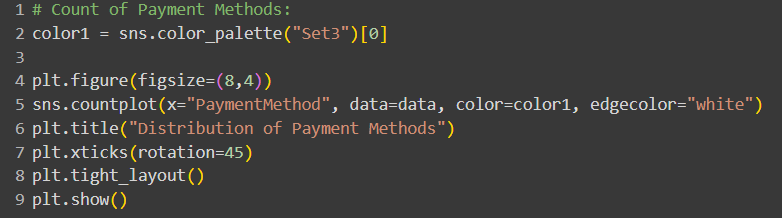 1 # Count of Payment Methods:
2 color1 = sns.color_palette("Set3")[0]
3
4 plt.figure(figsize=(8,4))
5 sns.countplot(x="PaymentMethod", data=data, color=color1, edgecolor="white")
6 plt.title("Distribution of Payment Methods")
7 plt.xticks(rotation=45)
8 plt.tight_layout()
9 plt.show()